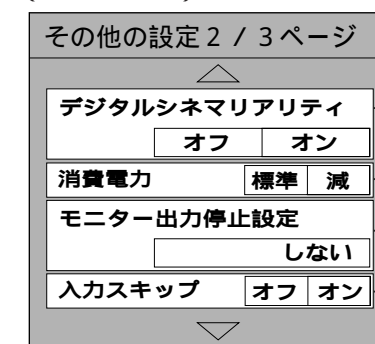 その他の設定2 / 3ページ
デジタルシネマリアリティ
オフ オン
消費電力 標準 減
モニター出力停止設定
しない
入力スキップ オフ オン